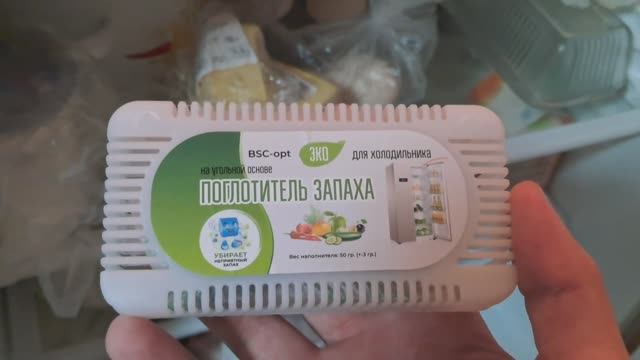 BSC-opt ЭКО для холодильника
на угольной основе
ПОГЛОТИТЕЛЬ ЗАПАХА
УБИРАЕТ
НЕПРИЯТНЫЙ
ЗАПАХ
Вес наполнителя: 50 гр. (+-3 гр.)